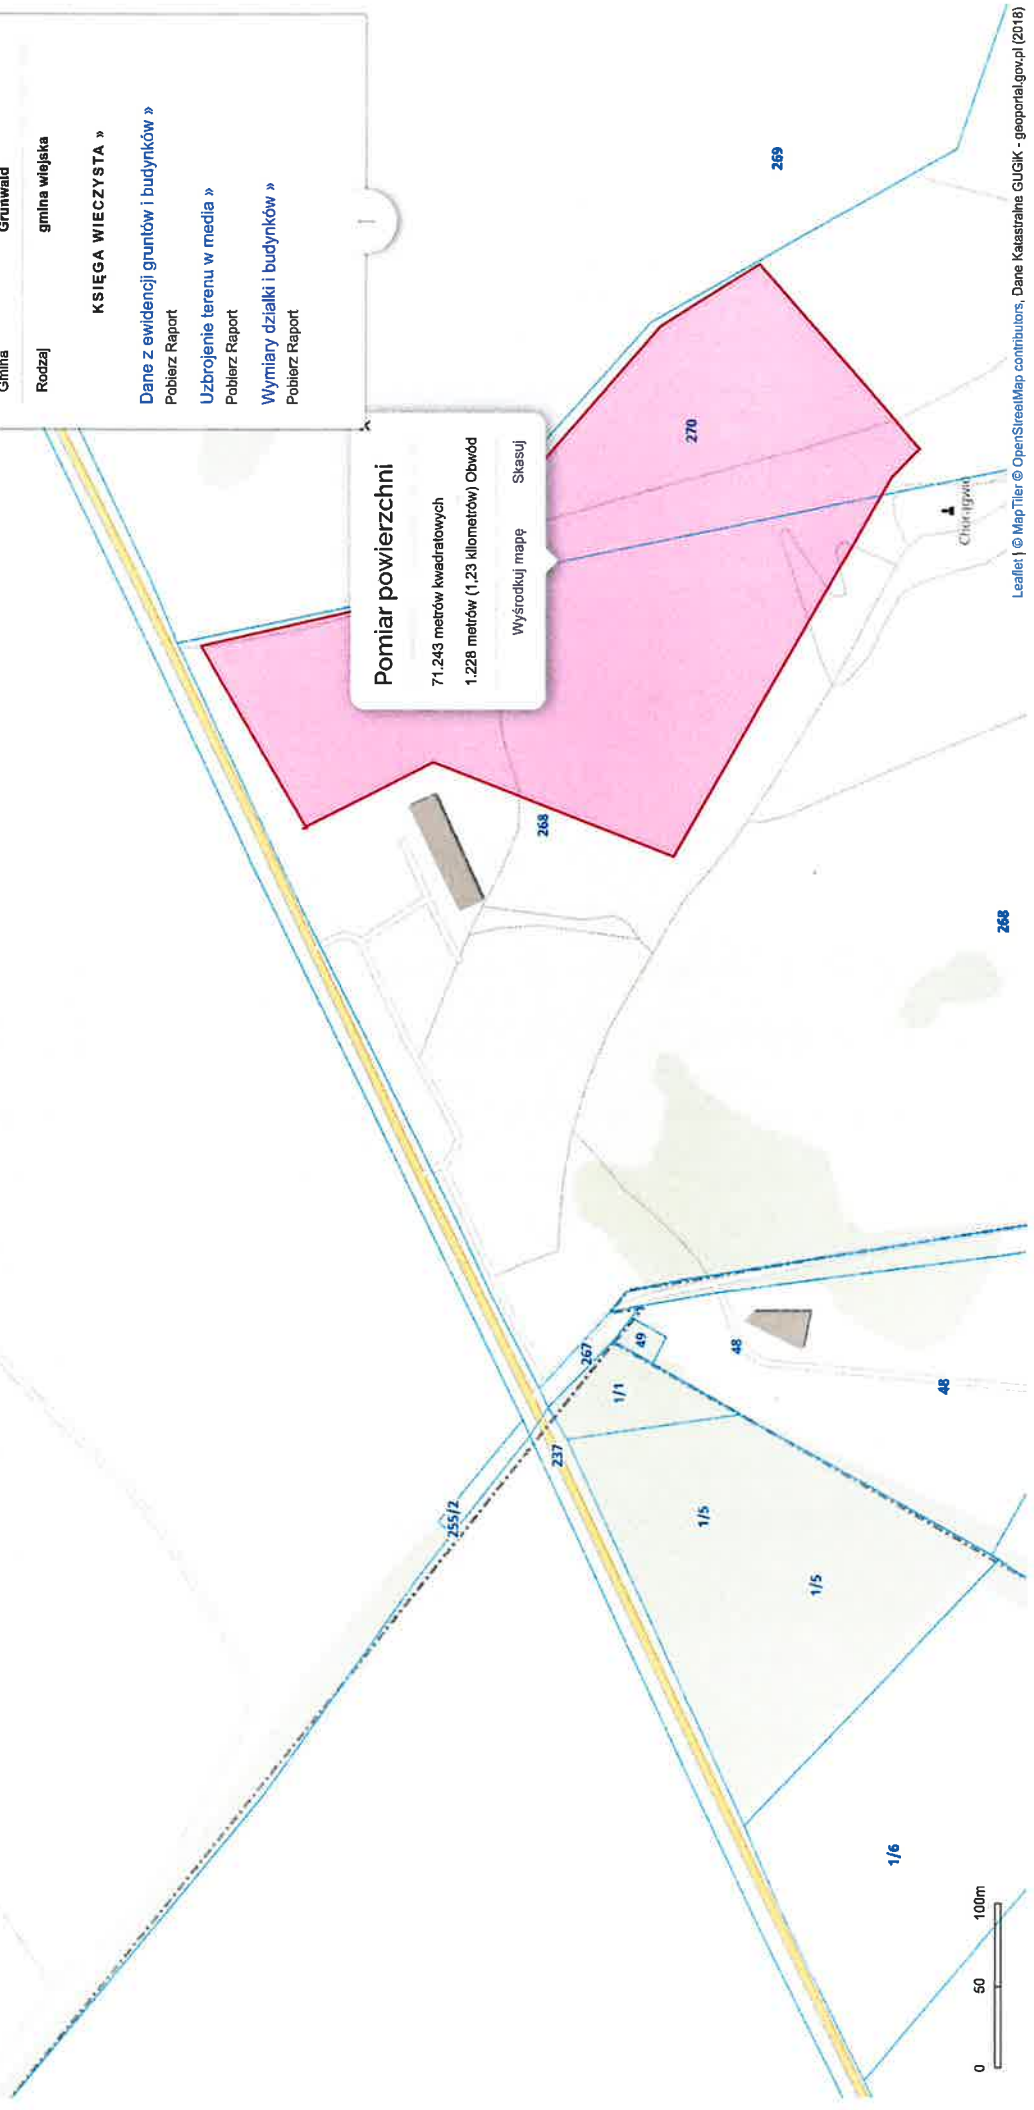 Gmina Grunwald
Rodzaj gmina wiejska
KSIĘGA WIECZYSTA »
Dane z ewidencji gruntów i budynków »
Pobierz Raport
Uzbrojenie terenu w media »
Pobierz Raport
Wymiary działki i budynków »
Pobierz Raport
Pomiar powierzchni
71.243 metrów kwadratowych
1.228 metrów (1,23 kilometrów) Obwód
Wyśrodkuj mapę Skasuj
269
270
268
268
255/2
237
267
49
1/1
48
48
1/5
1/5
1/6
0 50 100m
Leaflet | © MapTiler © OpenStreetMap contributors, Dane Katastralne GUGiK - geoportal.gov.pl (2018)